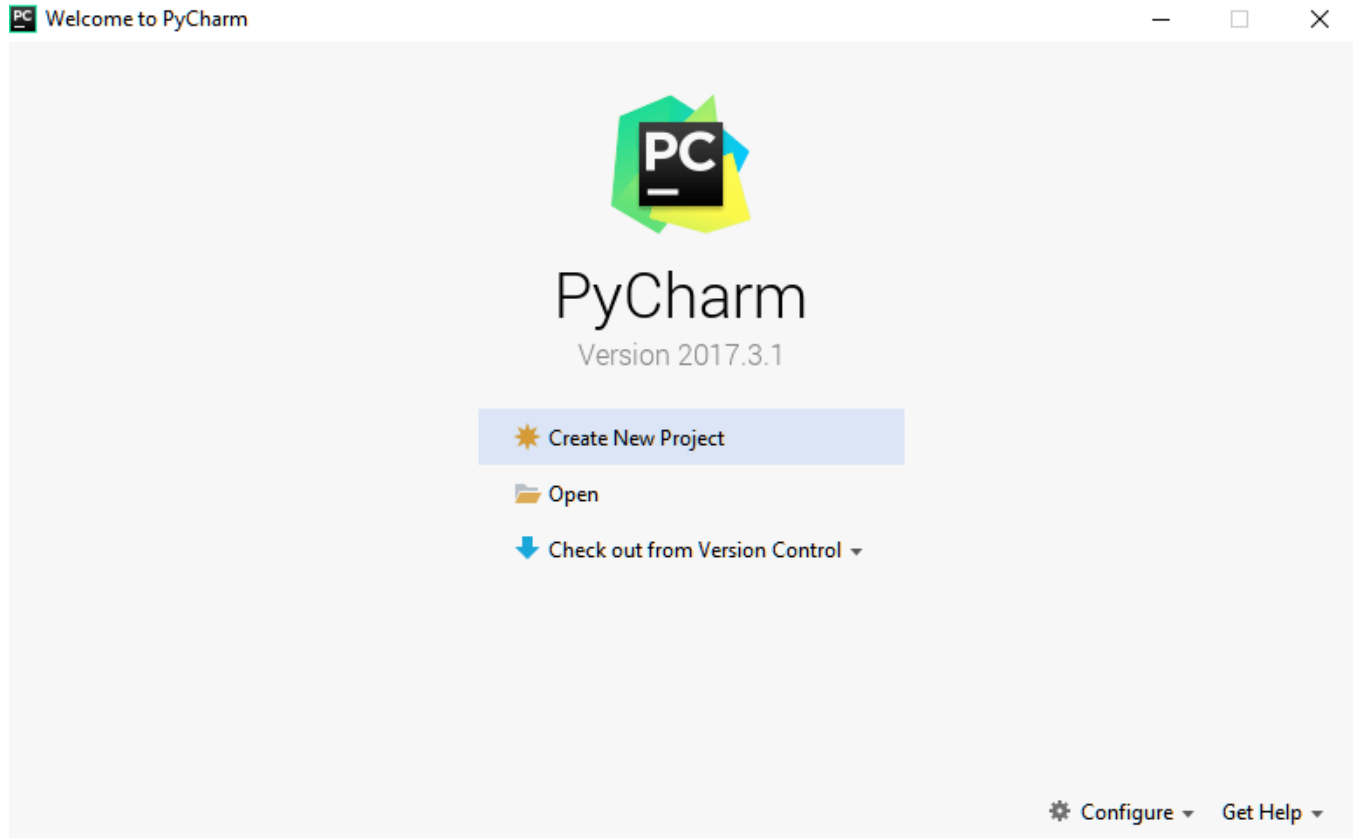 PC Welcome to PyCharm
PC
PyCharm
Version 2017.3.1
Create New Project
Open
Check out from Version Control
Configure Get Help